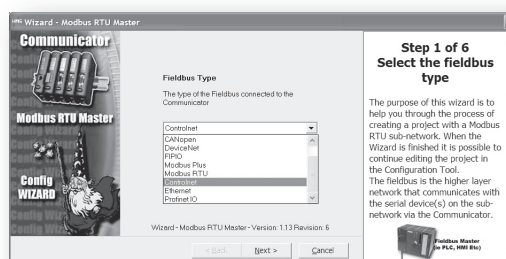 HMS Wizard - Modbus RTU Master
Communicator
Modbus RTU Master
Config
WIZARD
Fieldbus Type
The type of the Fieldbus connected to the
Communicator
Controlnet
CANopen
DeviceNet
FIPIO
Modbus Plus
Modbus RTU
Controlnet
Ethernet
Profinet IO
Wizard - Modbus RTU Master - Version: 1.13 Revision: 6
< Back
Next >
Cancel
Step 1 of 6
Select the fieldbus
type
The purpose of this wizard is to
help you through the process of
creating a project with a Modbus
RTU sub-network. When the
Wizard is finished it is possible to
continue editing the project in
the Configuration Tool.
The fieldbus is the higher layer
network that communicates with
the serial device(s) on the sub-
network via the Communicator.
Fieldbus Master
(ie PLC, HMI Etc)